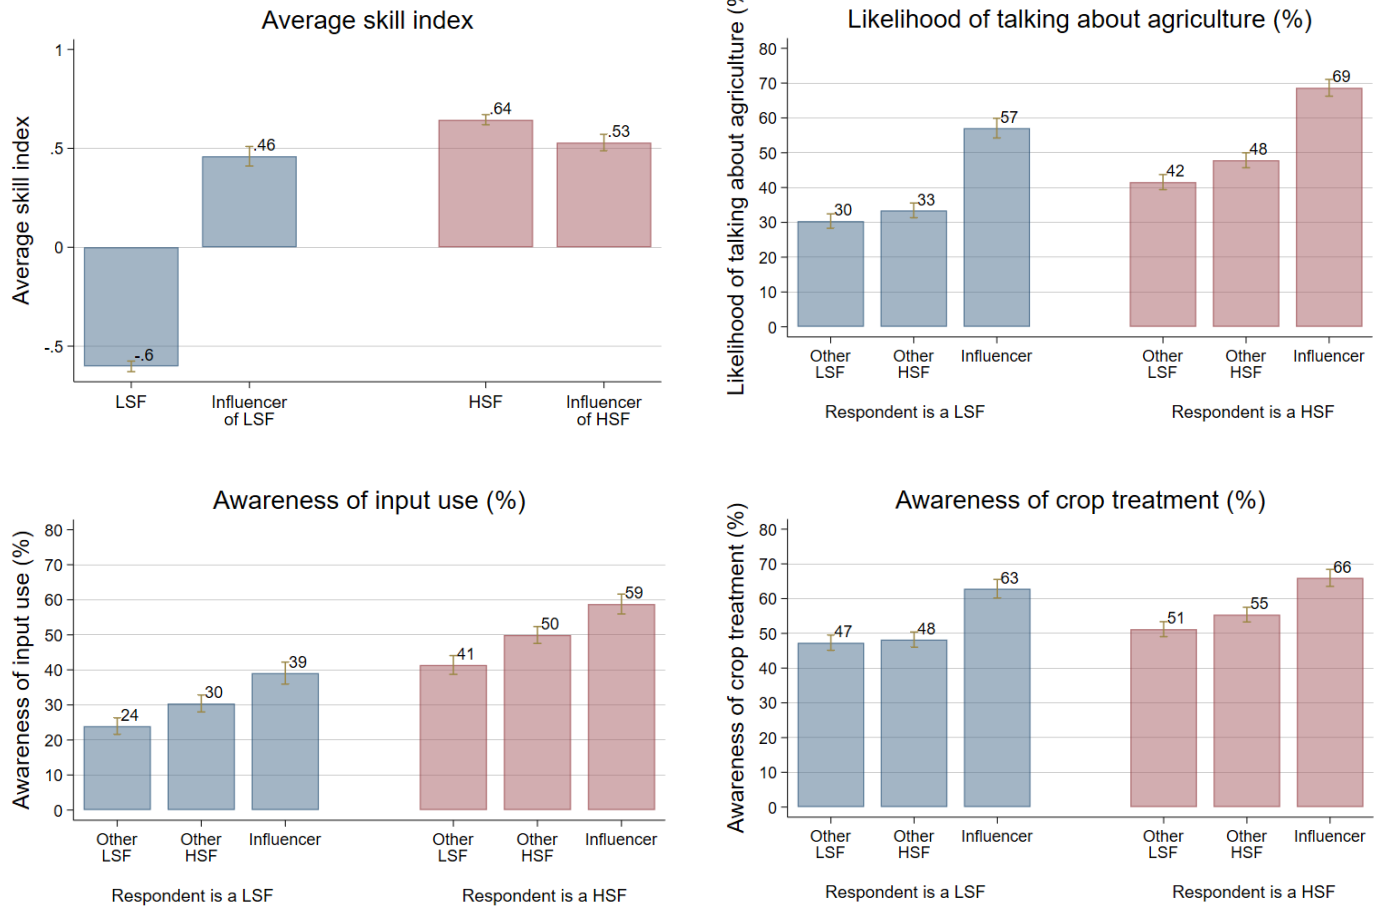 Average skill index
Average skill index
1
.5
0
-.5
-.6
.46
.64
.53
LSF
Influencer
of LSF
HSF
Influencer
of HSF
Likelihood of talking about agriculture (%)
Likelihood of talking about agriculture (%
80
70
60
50
40
30
20
10
0
30
33
57
42
48
69
Other
LSF
Other
HSF
Influencer
Other
LSF
Other
HSF
Influencer
Respondent is a LSF
Respondent is a HSF
Awareness of input use (%)
Awareness of input use (%)
80
70
60
50
40
30
20
10
0
24
30
39
41
50
59
Other
LSF
Other
HSF
Influencer
Other
LSF
Other
HSF
Influencer
Respondent is a LSF
Respondent is a HSF
Awareness of crop treatment (%)
Awareness of crop treatment (%)
80
70
60
50
40
30
20
10
0
47
48
63
51
55
66
Other
LSF
Other
HSF
Influencer
Other
LSF
Other
HSF
Influencer
Respondent is a LSF
Respondent is a HSF